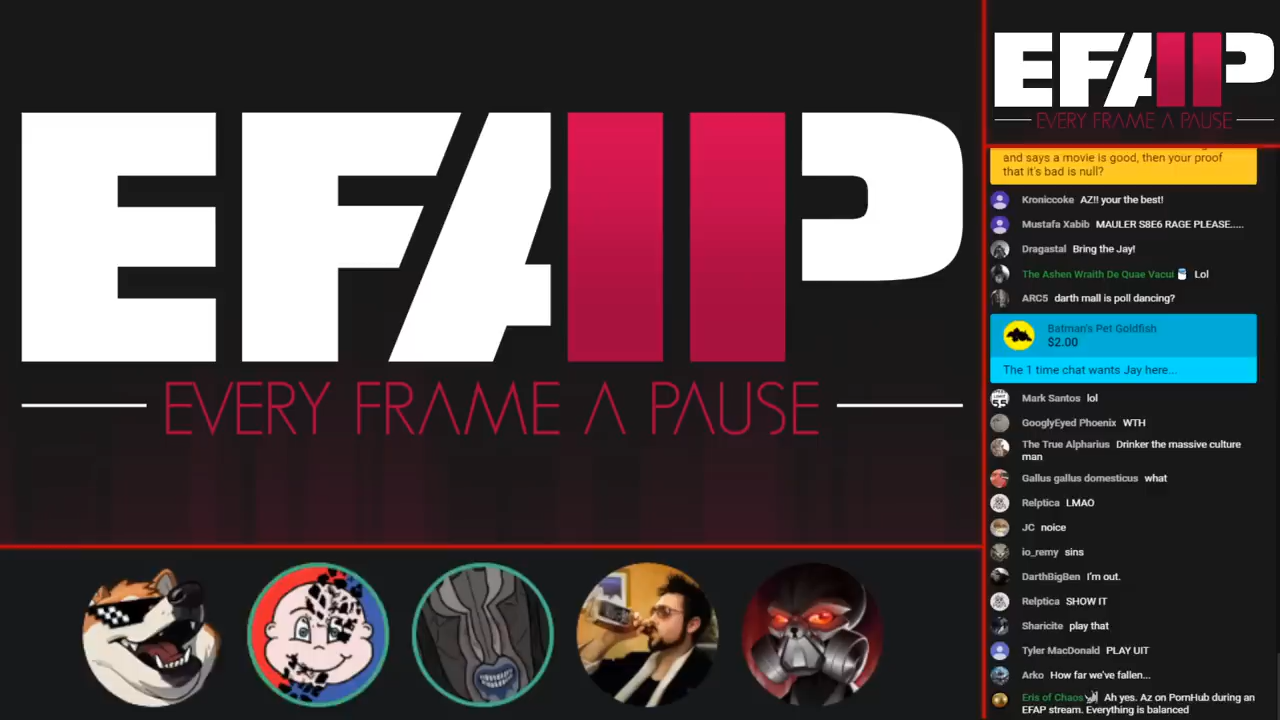 EFAP
EVERY FRAME A PAUSE
EFAP
EVERY FRAME A PAUSE
and says a movie is good, then your proof
that it's bad is null?
Kroniccoke AZ!! your the best!
Mustafa Xabib MAULER S8E6 RAGE PLEASE.....
Dragastal Bring the Jay!
The Ashen Wraith De Quae Vacui Lol
ARC5 darth mall is poll dancing?
Batman's Pet Goldfish
$2.00
The 1 time chat wants Jay here...
Mark Santos lol
GooglyEyed Phoenix WTH
The True Alpharius Drinker the massive culture
man
Gallus gallus domesticus what
Relptica LMAO
JC noice
io_remy sins
DarthBigBen I'm out.
Relptica SHOW IT
Sharicite play that
Tyler MacDonald PLAY UIT
Arko How far we've fallen...
Eris of Chaos Ah yes. Az on PornHub during an
EFAP stream. Everything is balanced